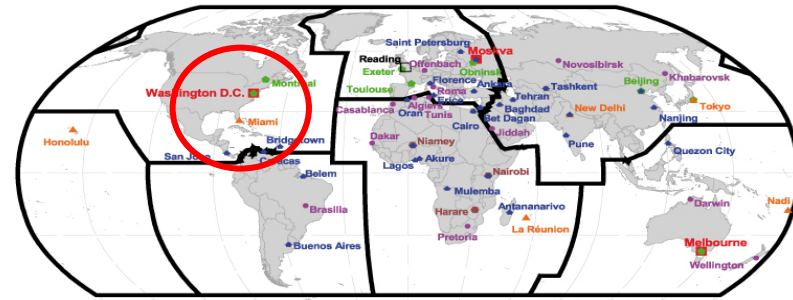 Saint Petersburg
Moskva
Reading
Offenbach
Novosibirsk
Exeter
Obninsk
Khabarovsk
Washington D.C.
Montreal
Toulouse
Florence
Ankara
Tashkent
Beijing
Roma
Tehran
Erice
Casablanca
Algiers
Baghdad
New Delhi
Tokyo
Oran
Tunis
Bet Dagan
Nanjing
Miami
Cairo
Jiddah
Honolulu
Bridgetown
Dakar
Niamey
Pune
Quezon City
San Jose
Caracas
Lagos
Akure
Belem
Nairobi
Mulemba
Darwin
Brasilia
Harare
Antananarivo
Nadi
La Réunion
Pretoria
Buenos Aires
Melbourne
Wellington